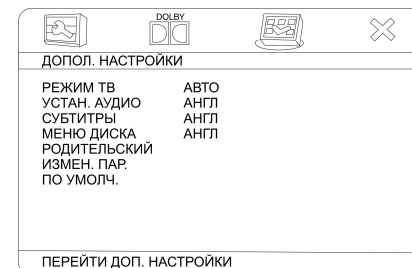 DOLBY
ДОПОЛ. НАСТРОЙКИ
РЕЖИМ ТВ АВТО
УСТАН. АУДИО АНГЛ
СУБТИТРЫ АНГЛ
МЕНЮ ДИСКА АНГЛ
РОДИТЕЛЬСКИЙ
ИЗМЕН. ПАР.
ПО УМОЛЧ.
ПЕРЕЙТИ ДОП. НАСТРОЙКИ